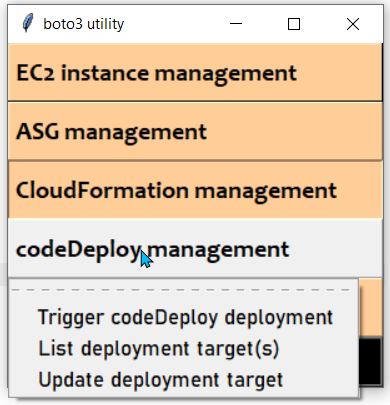 boto3 utility
EC2 instance management
ASG management
CloudFormation management
codeDeploy management
Trigger codeDeploy deployment
List deployment target(s)
Update deployment target